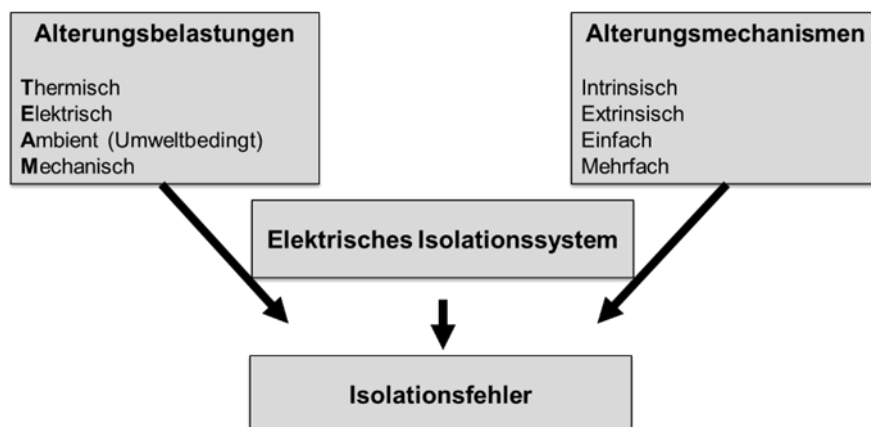 Alterungsbelastungen
Thermisch
Elektrisch
Ambient (Umweltbedingt)
Mechanisch
Alterungsmechanismen
Intrinsisch
Extrinsisch
Einfach
Mehrfach
Elektrisches Isolationssystem
Isolationsfehler